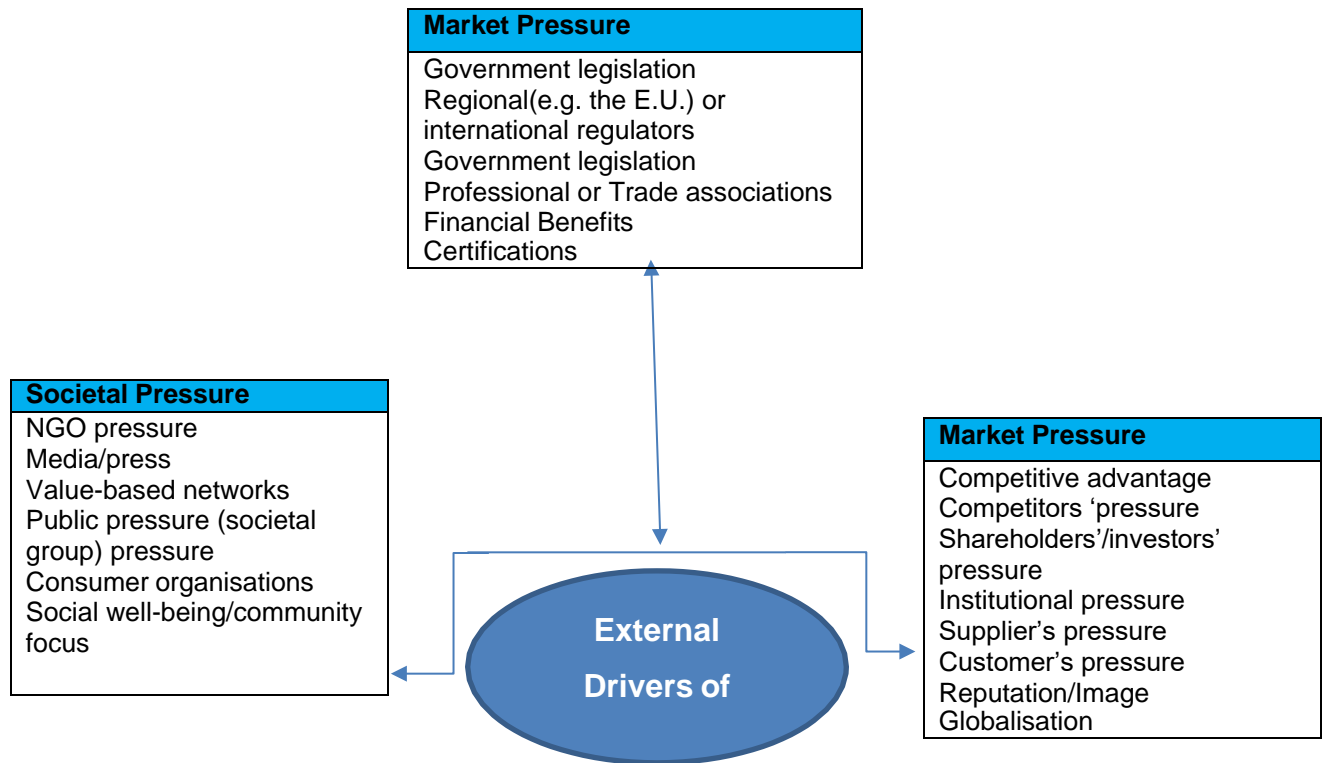 Market Pressure
Government legislation
Regional(e.g. the E.U.) or
international regulators
Government legislation
Professional or Trade associations
Financial Benefits
Certifications
Societal Pressure
NGO pressure
Media/press
Value-based networks
Public pressure (societal
group) pressure
Consumer organisations
Social well-being/community
focus
Market Pressure
Competitive advantage
Competitors ‘pressure
Shareholders’/investors’
pressure
Institutional pressure
Supplier’s pressure
Customer’s pressure
Reputation/Image
Globalisation
External
Drivers of